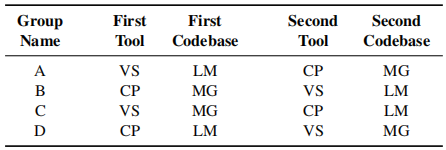 Group First First Second Second
Name Tool Codebase Tool Codebase
A VS LM CP MG
B CP MG VS LM
C VS MG CP LM
D CP LM VS MG